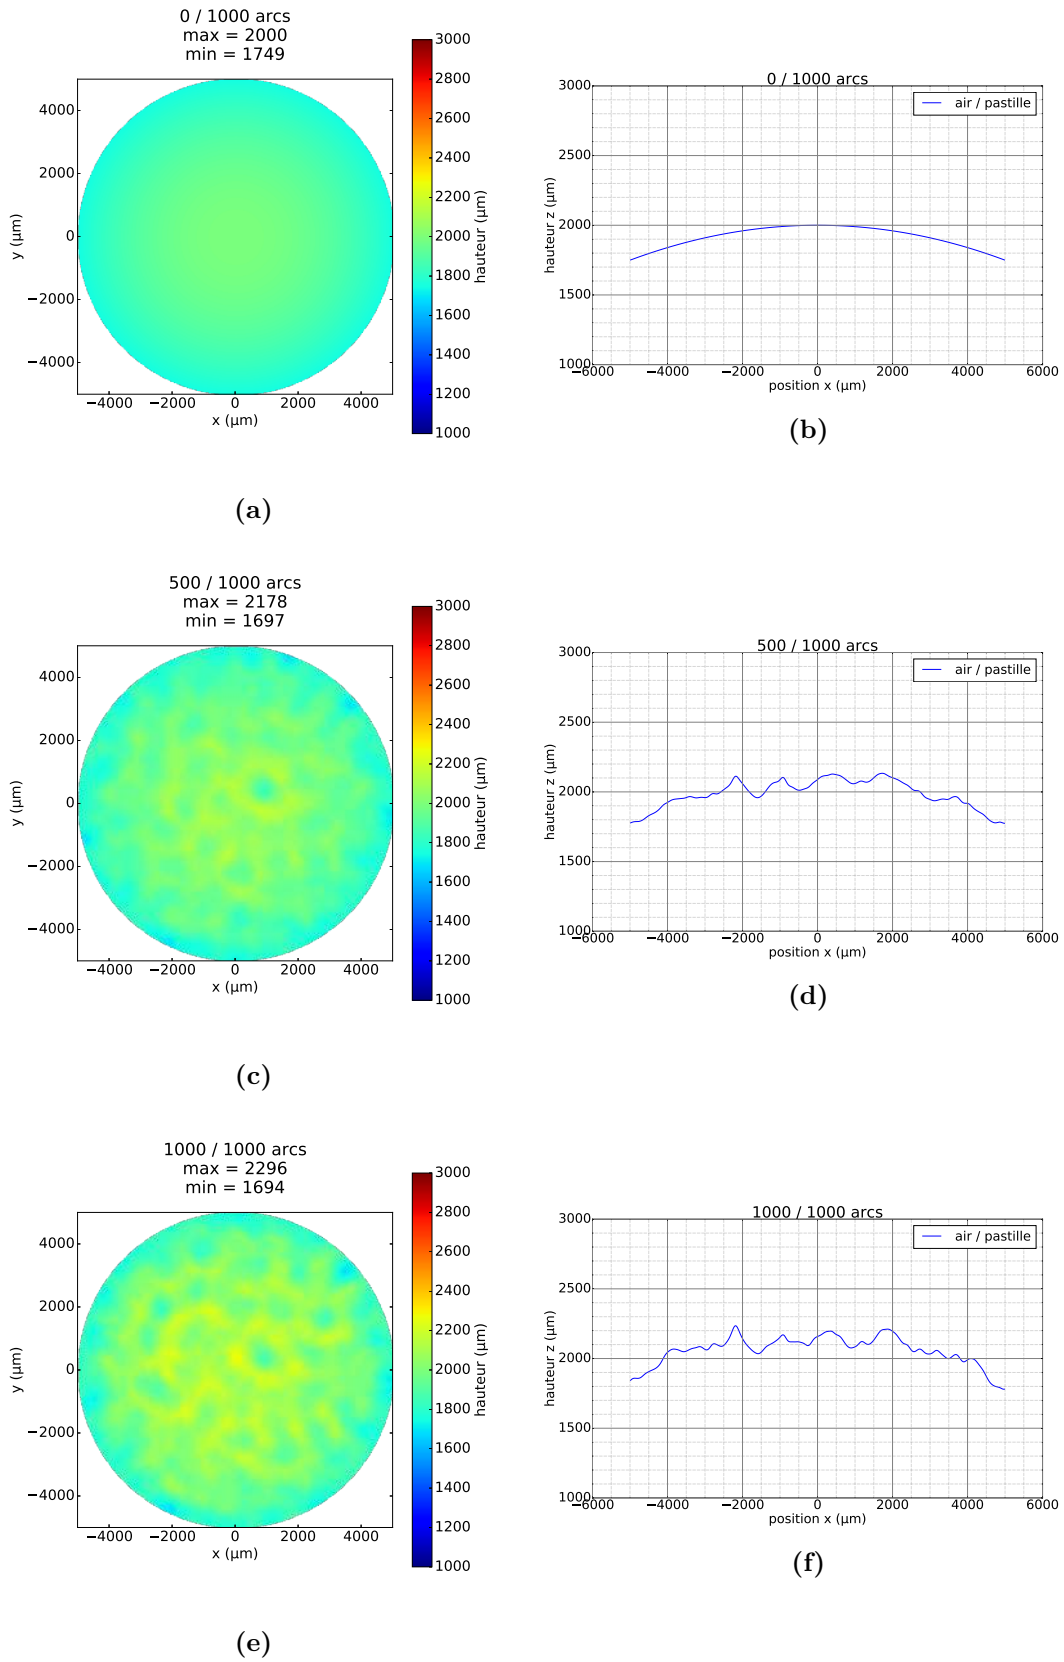 0 / 1000 arcs
max = 2000
min = 1749
4000
2000
0
−2000
−4000
y (μm)
−4000 −2000 0 2000 4000
x (μm)
3000
2800
2600
2400
2200
2000
1800
1600
1400
1200
1000
hauteur (μm)
(a)
0 / 1000 arcs
air / pastille
3000
2500
2000
1500
1000
hauteur z (μm)
−6000 −4000 −2000 0 2000 4000 6000
position x (μm)
(b)
500 / 1000 arcs
max = 2178
min = 1697
4000
2000
0
−2000
−4000
y (μm)
−4000 −2000 0 2000 4000
x (μm)
3000
2800
2600
2400
2200
2000
1800
1600
1400
1200
1000
hauteur (μm)
(c)
500 / 1000 arcs
air / pastille
3000
2500
2000
1500
1000
hauteur z (μm)
−6000 −4000 −2000 0 2000 4000 6000
position x (μm)
(d)
1000 / 1000 arcs
max = 2296
min = 1694
4000
2000
0
−2000
−4000
y (μm)
−4000 −2000 0 2000 4000
x (μm)
3000
2800
2600
2400
2200
2000
1800
1600
1400
1200
1000
hauteur (μm)
(e)
1000 / 1000 arcs
air / pastille
3000
2500
2000
1500
1000
hauteur z (μm)
−6000 −4000 −2000 0 2000 4000 6000
position x (μm)
(f)